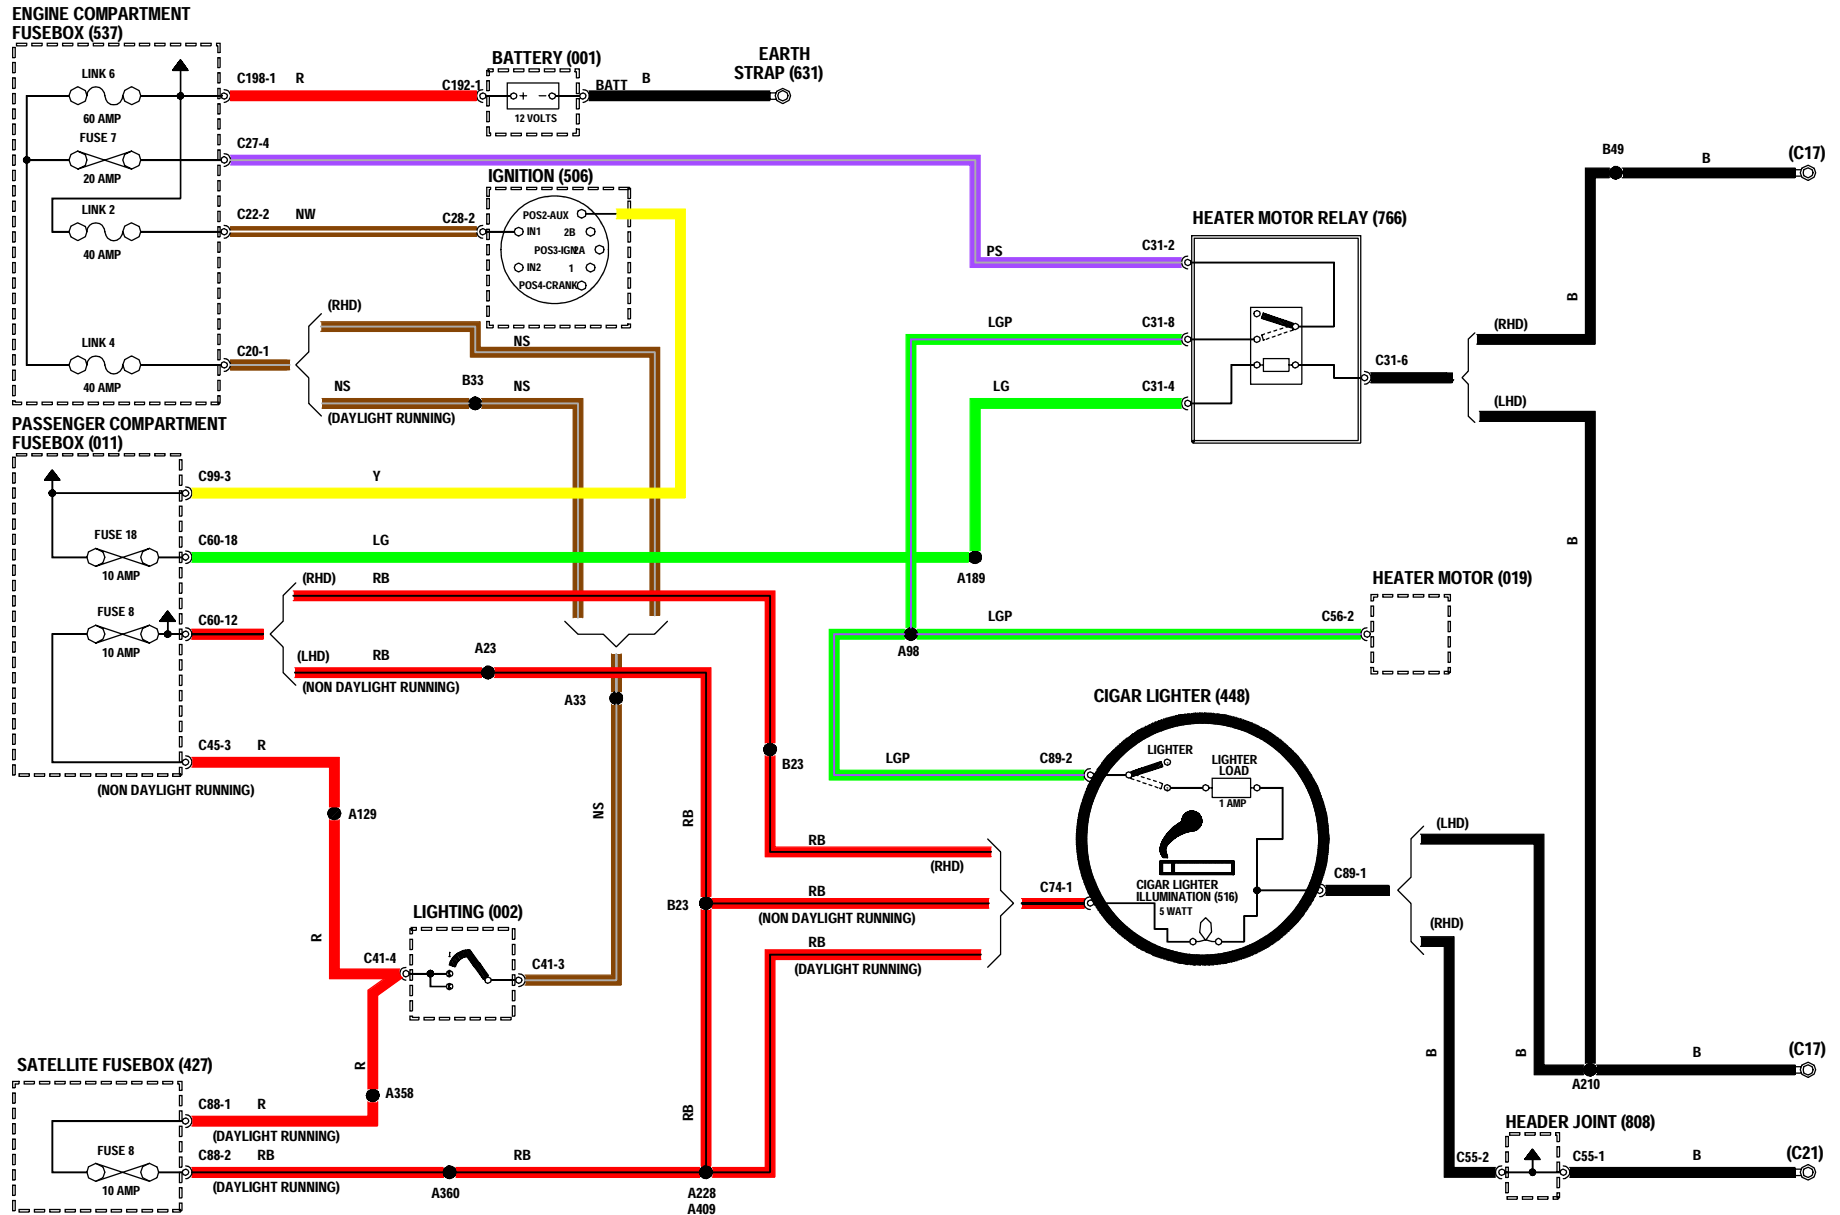 ENGINE COMPARTMENT
FUSEBOX (537)
LINK 6
60 AMP
FUSE 7
20 AMP
LINK 2
40 AMP
LINK 4
40 AMP
C198-1 R
C192-1
BATTERY (001)
+ -
12 VOLTS
BATT B
EARTH
STRAP (631)
C27-4
C22-2 NW
C28-2
IGNITION (506)
POS2-AUX
IN1 2B
POS3-IGN 2A
IN2 1
POS4-CRANK
C20-1
(RHD)
NS
NS B33 NS
(DAYLIGHT RUNNING)
PS
C31-2
HEATER MOTOR RELAY (766)
LGP
C31-8
LG
C31-4
C31-6
(RHD)
(LHD)
B
B49
B
(C17)
B
PASSENGER COMPARTMENT
FUSEBOX (011)
C99-3 Y
FUSE 18
10 AMP
C60-18 LG
A189
FUSE 8
10 AMP
C60-12
(RHD) RB
(LHD) RB
A23
(NON DAYLIGHT RUNNING)
C45-3 R
(NON DAYLIGHT RUNNING)
A129
A33
NS
RB
B23
A98
LGP
C56-2
HEATER MOTOR (019)
CIGAR LIGHTER (448)
LGP
C89-2
LIGHTER
LIGHTER
LOAD
1 AMP
CIGAR LIGHTER
ILLUMINATION (516)
5 WATT
RB
(RHD)
B23
RB
(NON DAYLIGHT RUNNING)
C74-1
RB
(DAYLIGHT RUNNING)
C89-1
(LHD)
(RHD)
B
B
A210
B
(C17)
LIGHTING (002)
C41-4
C41-3
R
R
A358
RB
SATELLITE FUSEBOX (427)
C88-1 R
(DAYLIGHT RUNNING)
FUSE 8
10 AMP
C88-2 RB
(DAYLIGHT RUNNING)
A360
RB
A228
A409
HEADER JOINT (808)
C55-2
C55-1
B
(C21)